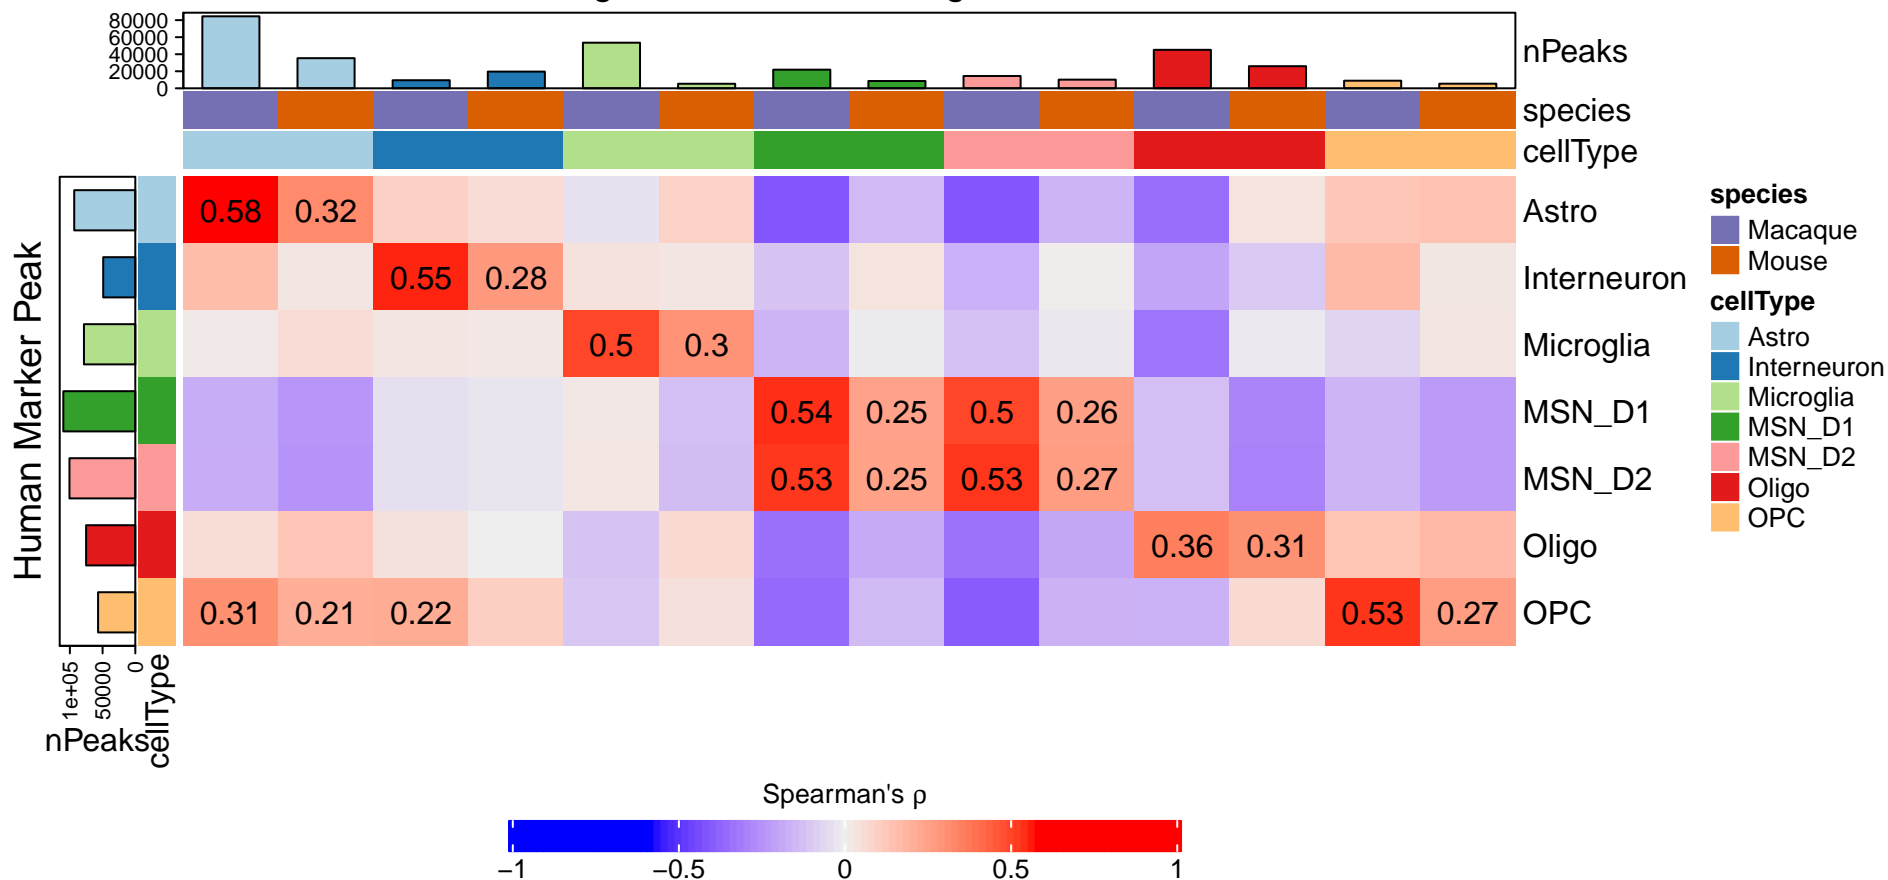 80000
60000
40000
20000
0
nPeaks
species
cellType
0.58 0.32 Astro
0.55 0.28 Interneuron
0.5 0.3 Microglia
0.54 0.25 0.5 0.26 MSN_D1
0.53 0.25 0.53 0.27 MSN_D2
0.36 0.31 Oligo
0.31 0.21 0.22 0.53 0.27 OPC
Human Marker Peak
1e+05
50000
0
nPeaks
cellType
species
Macaque
Mouse
cellType
Astro
Interneuron
Microglia
MSN_D1
MSN_D2
Oligo
OPC
Spearman's ρ
−1 −0.5 0 0.5 1